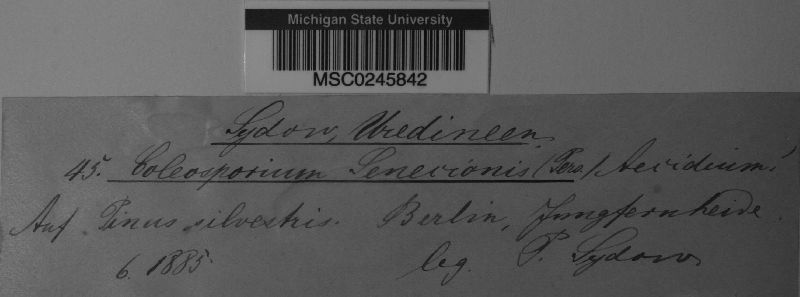 Michigan State University
MSC0245842
Sydow, Uredineen.
45. Coleosporium Senecionis (Pers.) Aecidium!
Auf Pinus silvestris. Berlin, Jungfernheide.
6. 1885. leg. P. Sydow